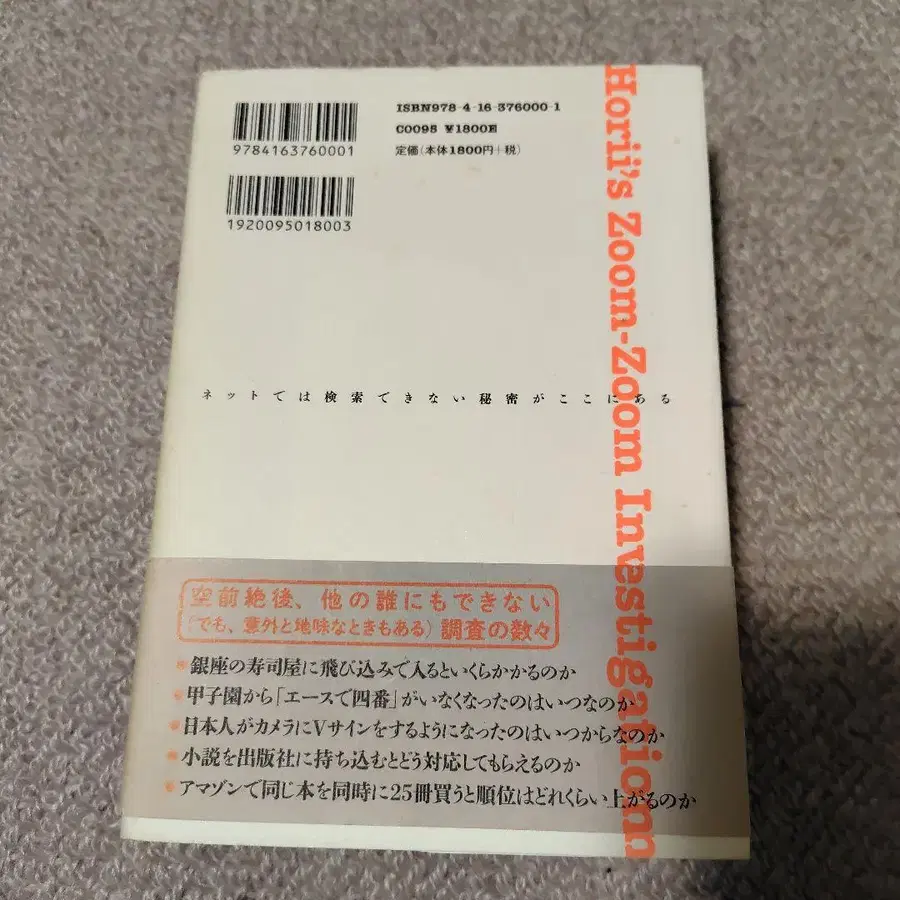 ISBN978-4-16-376000-1
C0095 ¥1800E
定価(本体1800円+税)
9784163760001
1920095018003
Horii's Zoom-Zoom Investigation
ネットでは検索できない秘密がここにある
空前絶後、他の誰にもできない
(でも、意外と地味なときもある)調査の数々
*銀座の寿司屋に飛び込みで入るといくらかかるのか
*甲子園から「エースで四番」がいなくなったのはいつなのか
*日本人がカメラにVサインをするようになったのはいつからなのか
*小説を出版社に持ち込むとどう対応してもらえるのか
*アマゾンで同じ本を同時に25冊買うと順位はどれくらい上がるのか